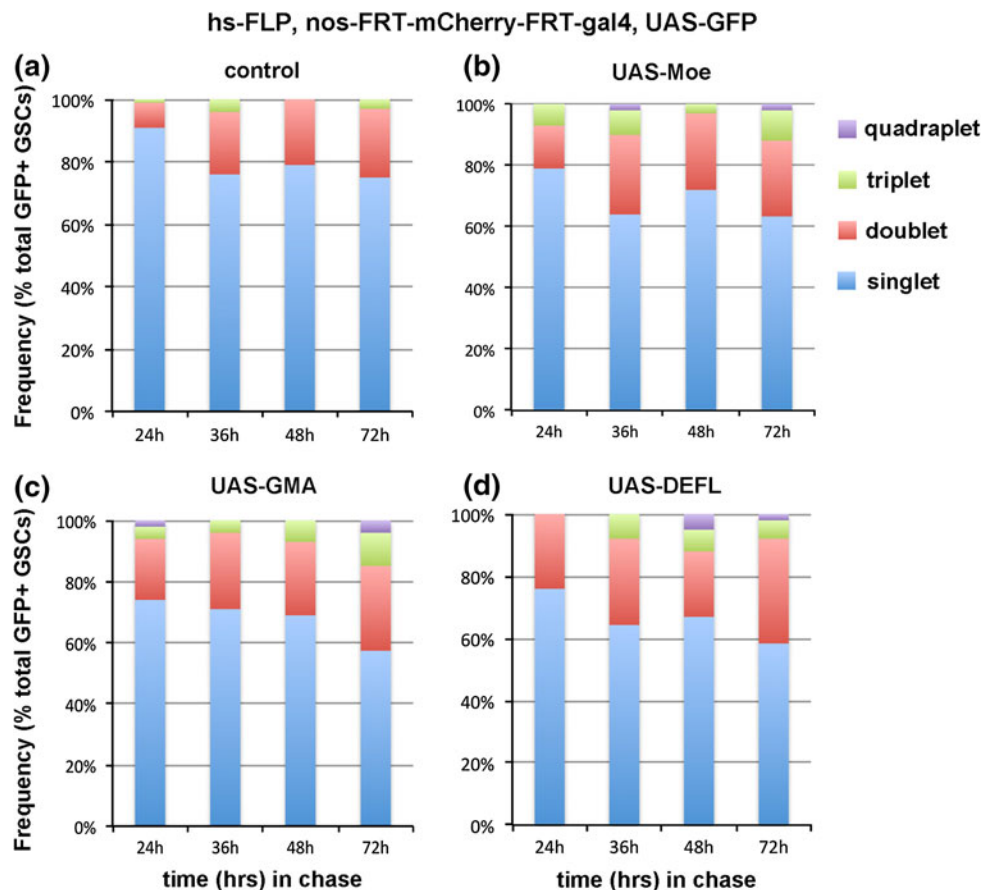 hs-FLP, nos-FRT-mCherry-FRT-gal4, UAS-GFP
(a)
control
Frequency (% total GFP+ GSCs)
100%
80%
60%
40%
20%
0%
24h 36h 48h 72h
(b)
UAS-Moe
100%
80%
60%
40%
20%
0%
24h 36h 48h 72h
quadraplet
triplet
doublet
singlet
(c)
UAS-GMA
Frequency (% total GFP+ GSCs)
100%
80%
60%
40%
20%
0%
24h 36h 48h 72h
time (hrs) in chase
(d)
UAS-DEFL
100%
80%
60%
40%
20%
0%
24h 36h 48h 72h
time (hrs) in chase